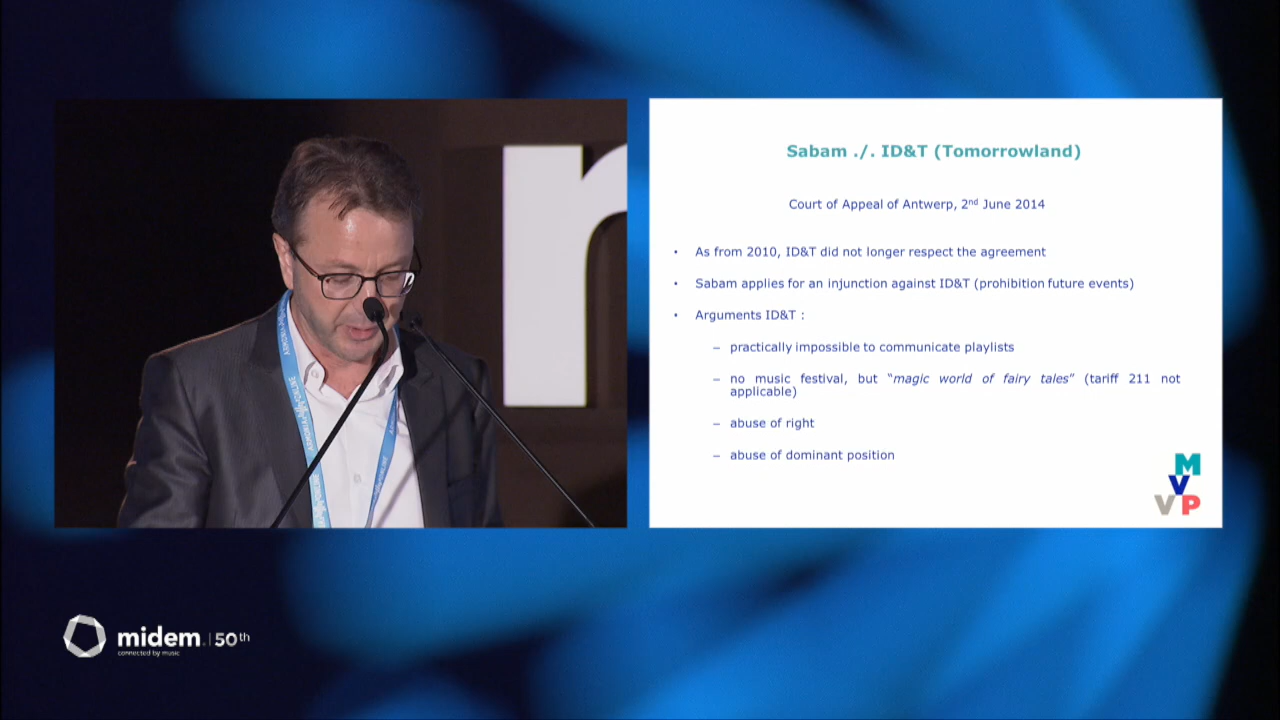 Sabam ./. ID&T (Tomorrowland)
Court of Appeal of Antwerp, 2nd June 2014
• As from 2010, ID&T did not longer respect the agreement
• Sabam applies for an injunction against ID&T (prohibition future events)
• Arguments ID&T :
– practically impossible to communicate playlists
– no music festival, but “magic world of fairy tales” (tariff 211 not
applicable)
– abuse of right
– abuse of dominant position
M
V
V P
midem. | 50th
connected by music